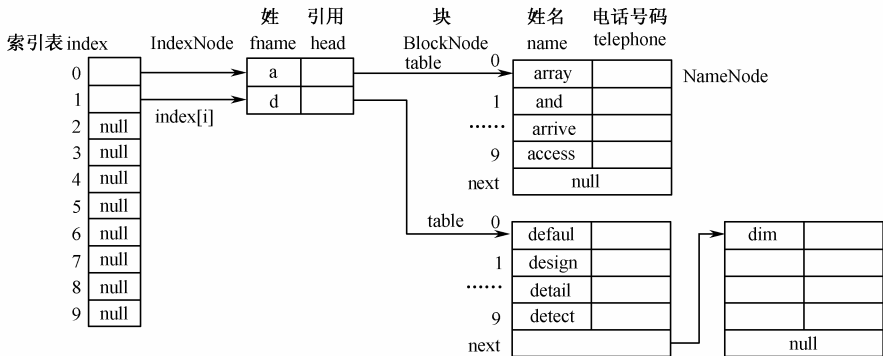 姓 引用 块 姓名 电话号码
索引表 index IndexNode fname head BlockNode name telephone
0 a table 0 array NameNode
1 d 1 and
index[i]
2 null …… arrive
3 null 9 access
4 null next null
5 null
6 null table 0 defaul dim
7 null 1 design
8 null …… detail
9 null 9 detect
next null